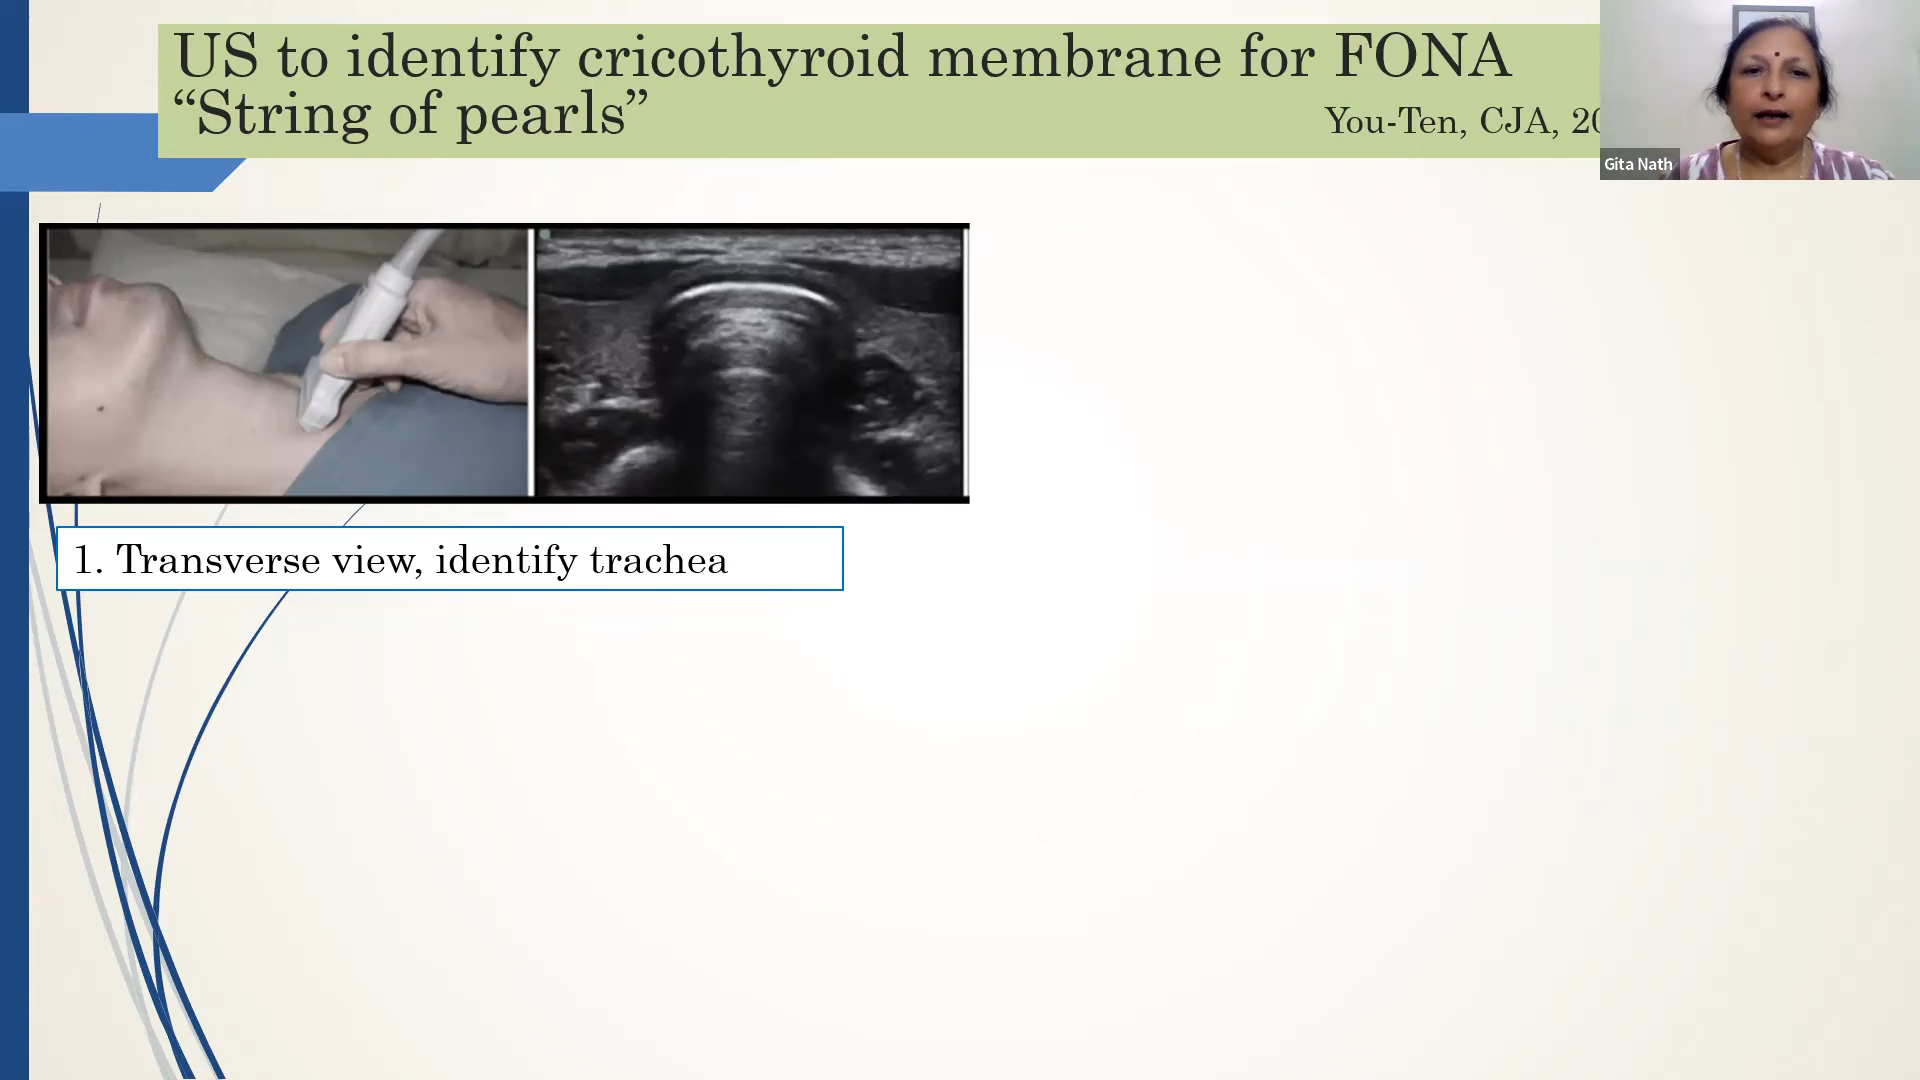 US to identify cricothyroid membrane for FONA
“String of pearls”
You-Ten, CJA,
Gita Nath
1. Transverse view, identify trachea